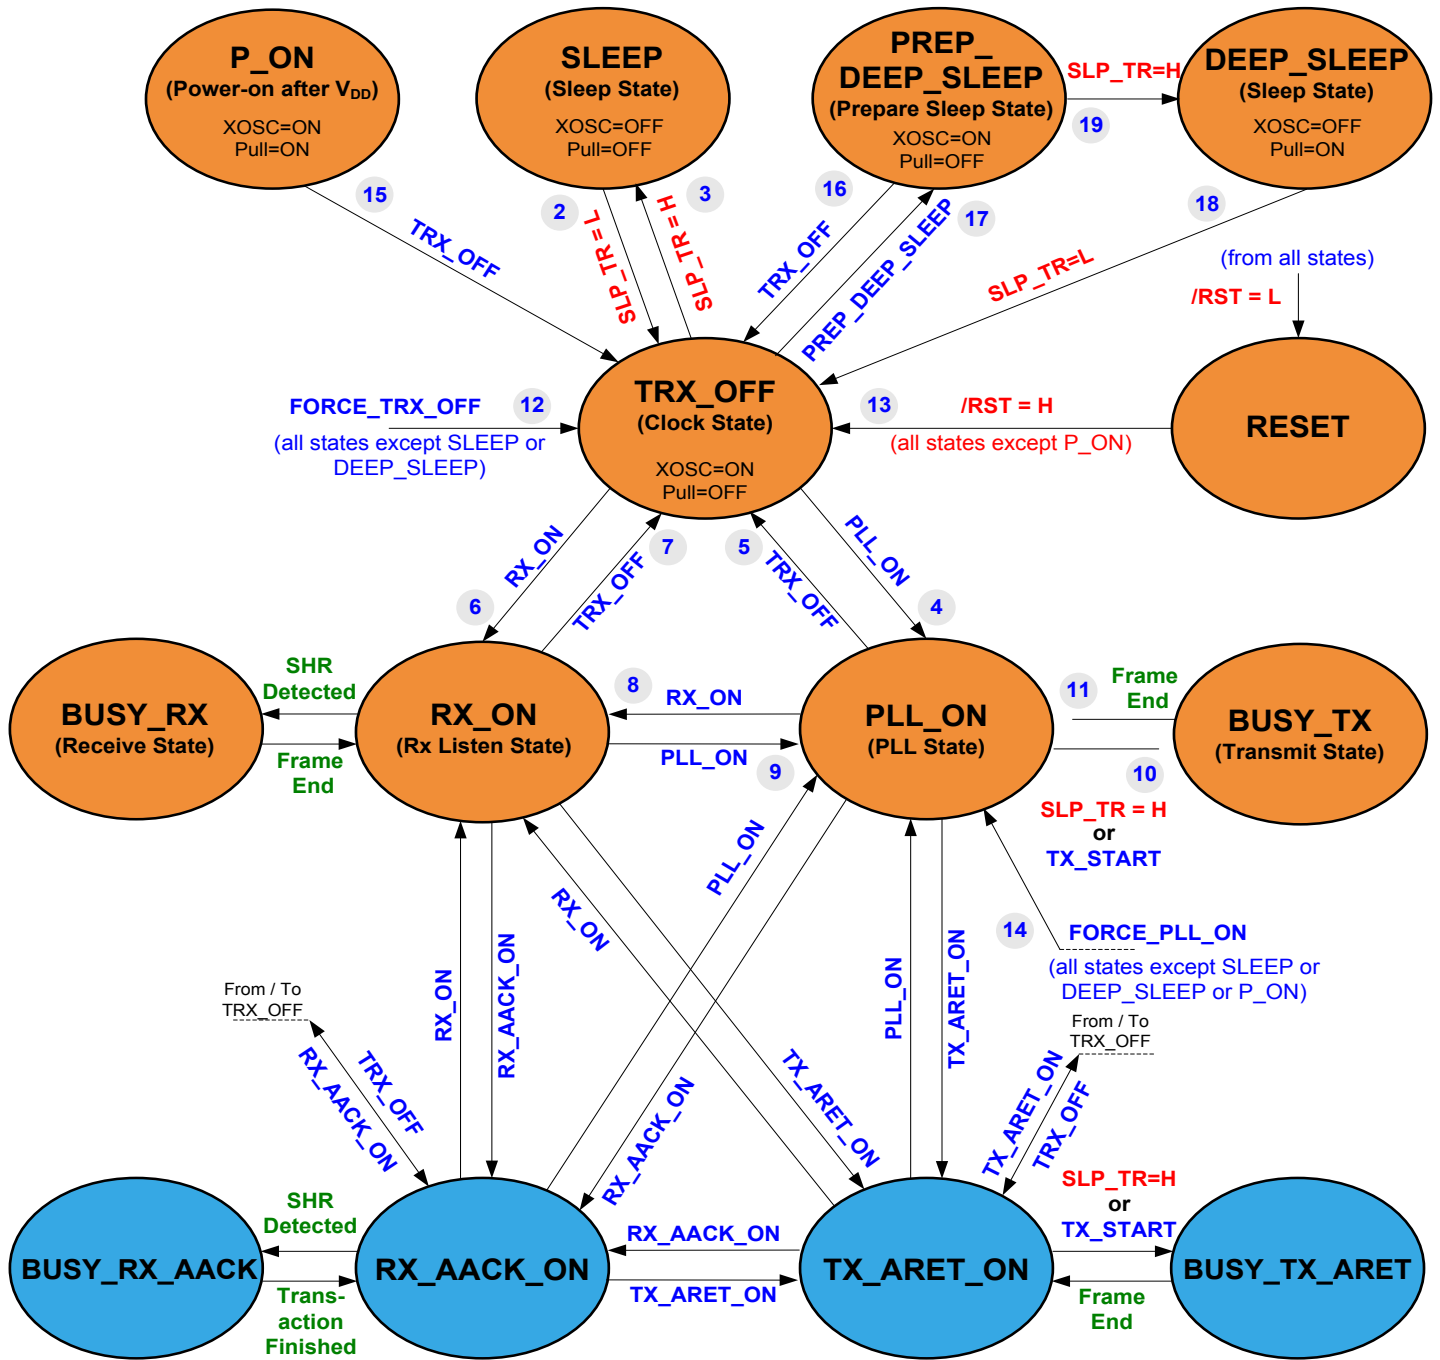 P_ON
(Power-on after VDD)
XOSC=ON
Pull=ON
SLEEP
(Sleep State)
XOSC=OFF
Pull=OFF
PREP_
DEEP_SLEEP
(Prepare Sleep State)
XOSC=ON
Pull=OFF
SLP_TR=H
19
DEEP_SLEEP
(Sleep State)
XOSC=OFF
Pull=ON
15
TRX_OFF
2
SLP_TR = L
3
SLP_TR = H
16
TRX_OFF
17
PREP_DEEP_SLEEP
18
SLP_TR=L
(from all states)
/RST = L
FORCE_TRX_OFF
12
(all states except SLEEP or
DEEP_SLEEP)
TRX_OFF
(Clock State)
XOSC=ON
Pull=OFF
13
/RST = H
(all states except P_ON)
RESET
RX_ON
6
TRX_OFF
7
5
TRX_OFF
PLL_ON
4
BUSY_RX
(Receive State)
SHR
Detected
Frame
End
RX_ON
(Rx Listen State)
8
RX_ON
PLL_ON
9
PLL_ON
(PLL State)
11
Frame
End
10
SLP_TR = H
or
TX_START
BUSY_TX
(Transmit State)
14
FORCE_PLL_ON
(all states except SLEEP or
DEEP_SLEEP or P_ON)
RX_ON
RX_AACK_ON
RX_ON
TX_ARET_ON
PLL_ON
RX_AACK_ON
PLL_ON
TX_ARET_ON
From / To
TRX_OFF
TRX_OFF
RX_AACK_ON
From / To
TRX_OFF
TX_ARET_ON
TRX_OFF
BUSY_RX_AACK
SHR
Detected
Trans-
action
Finished
RX_AACK_ON
RX_AACK_ON
TX_ARET_ON
TX_ARET_ON
SLP_TR=H
or
TX_START
Frame
End
BUSY_TX_ARET